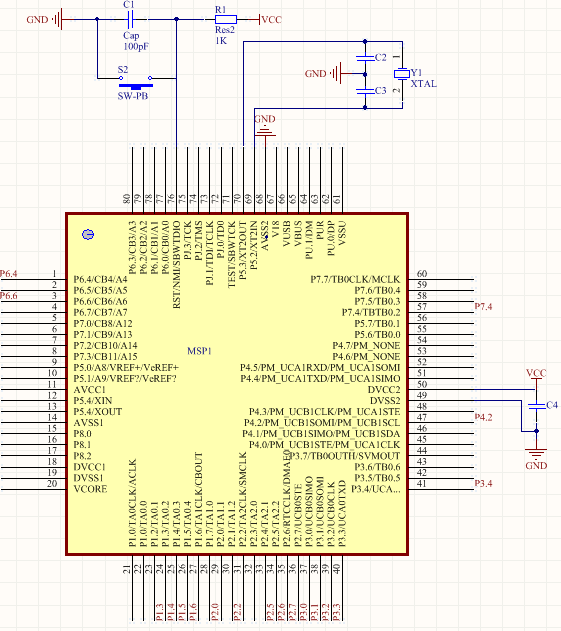 C1
GND
Cap
100pF
R1
Res2
1K
VCC
S2
SW-PB
GND
C2
C3
1
2
Y1
XTAL
GND
80
79
78
77
76
75
74
73
72
71
70
69
68
67
66
65
64
63
62
61
P6.3/CB3/A3
P6.2/CB2/A2
P6.1/CB1/A1
P6.0/CB0/A0
RST/NMI/SBWTDIO
PJ.3/TCK
PJ.2/TMS
PJ.1/TDI/TCLK
PJ.0/TDO
TEST/SBWTCK
P5.3/XT2OUT
P5.2/XT2IN
AVSS2
V18
VUSB
VBUS
PU.1/DM
PUR
PU.0/DP
VSSU
P6.4
P6.6
1 P6.4/CB4/A4
2 P6.5/CB5/A5
3 P6.6/CB6/A6
4 P6.7/CB7/A7
5 P7.0/CB8/A12
6 P7.1/CB9/A13
7 P7.2/CB10/A14
8 P7.3/CB11/A15
9 P5.0/A8/VREF+/VeREF+
10 P5.1/A9/VREF?/VeREF?
11 AVCC1
12 P5.4/XIN
13 P5.4/XOUT
14 AVSS1
15 P8.0
16 P8.1
17 P8.2
18 DVCC1
19 DVSS1
20 VCORE
MSP1
P7.7/TB0CLK/MCLK 60
P7.6/TB0.4 59
P7.5/TB0.3 58
P7.4/TBTB0.2 57
P5.7/TB0.1 56
P5.6/TB0.0 55
P4.7/PM_NONE 54
P4.6/PM_NONE 53
P4.5/PM_UCA1RXD/PM_UCA1SOMI 52
P4.4/PM_UCA1TXD/PM_UCA1SIMO 51
DVCC2 50
DVSS2 49
P4.3/PM_UCB1CLK/PM_UCA1STE 48
P4.2/PM_UCB1SOMI/PM_UCB1SCL 47
P4.1/PM_UCB1SIMO/PM_UCB1SDA 46
P4.0/PM_UCB1STE/PM_UCA1CLK 45
P3.7/TB0OUTH/SVMOUT 44
P3.6/TB0.6 43
P3.5/TB0.5 42
P3.4/UCA... 41
P7.4
P4.2
P3.4
VCC
C4
GND
P1.0/TA0CLK/ACLK
P1.0/TA0.0
P1.2/TA0.1
P1.3/TA0.2
P1.4/TA0.3
P1.5/TA0.4
P1.6/TA1CLK/CBOUT
P1.7/TA1.0
P2.0/TA1.1
P2.1/TA1.2
P2.2/TA2CLK/SMCLK
P2.3/TA2.0
P2.4/TA2.1
P2.5/TA2.2
P2.6/RTCCLK/DMAE0
P2.7/UCB0STE
P3.0/UCB0SIMO
P3.1/UCB0SOMI
P3.2/UCB0CLK
P3.3/UCA0TXD
21
22
23
24
25
26
27
28
29
30
31
32
33
34
35
36
37
38
39
40
P1.3
P1.4
P1.5
P1.6
P2.0
P2.2
P2.5
P2.6
P2.7
P3.0
P3.1
P3.2
P3.3